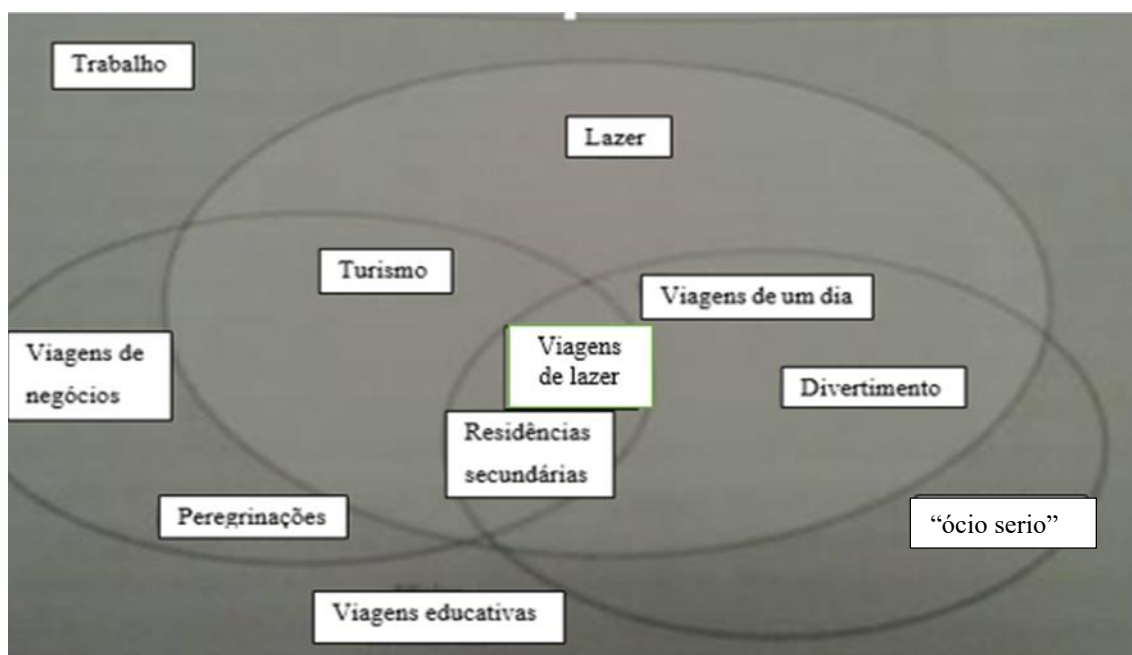 Trabalho
Lazer
Turismo
Viagens de um dia
Viagens de
negócios
Viagens
de lazer
Divertimento
Residências
secundárias
Peregrinações
“ócio serio”
Viagens educativas